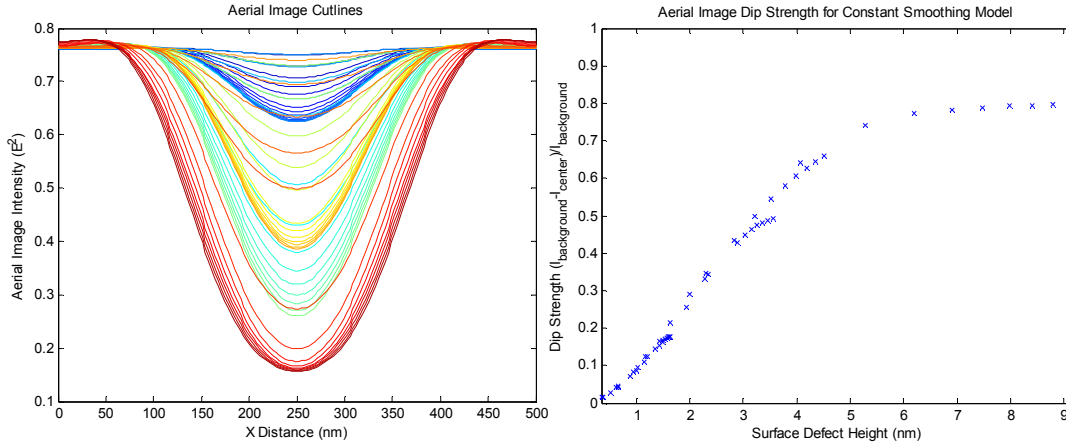 Aerial Image Cutlines
Aerial Intensity (E²)
0.8
0.7
0.6
0.5
0.4
0.3
0.2
0.1
0 50 100 150 200 250 300 350 400 450 500
X Distance (nm)
Aerial Image Dip Strength for Constant Smoothing Model
Dip Strength (I_background-I_center)/I_background
1
0.9
0.8
0.7
0.6
0.5
0.4
0.3
0.2
0.1
0
1 2 3 4 5 6 7 8 9
Surface Defect Height (nm)